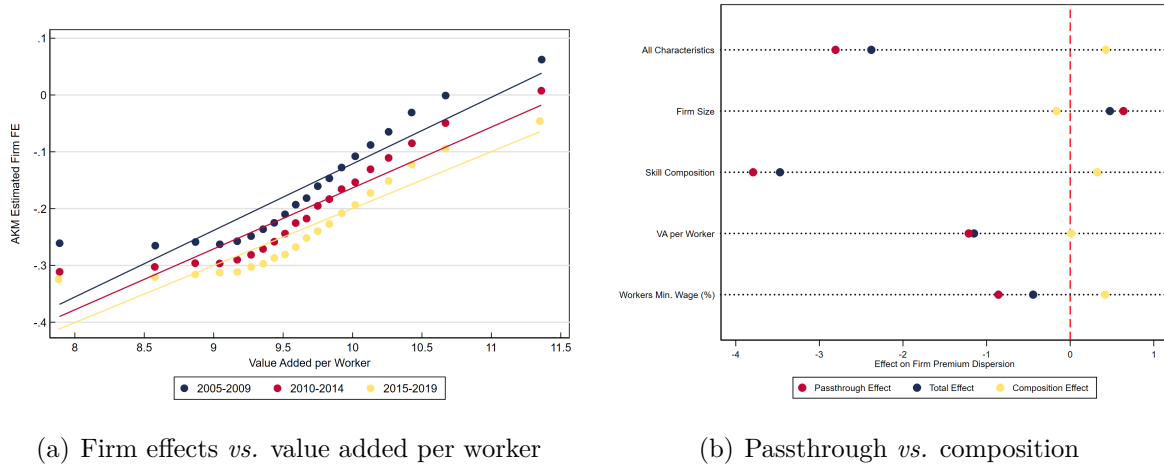 .1
0
-.1
-.2
-.3
-.4
AKM Estimated Firm FE
8 8.5 9 9.5 10 10.5 11 11.5
Value Added per Worker
2005-2009 2010-2014 2015-2019
(a) Firm effects vs. value added per worker
All Characteristics
Firm Size
Skill Composition
VA per Worker
Workers Min. Wage (%)
-4 -3 -2 -1 0 1
Effect on Firm Premium Dispersion
Passthrough Effect Total Effect Composition Effect
(b) Passthrough vs. composition